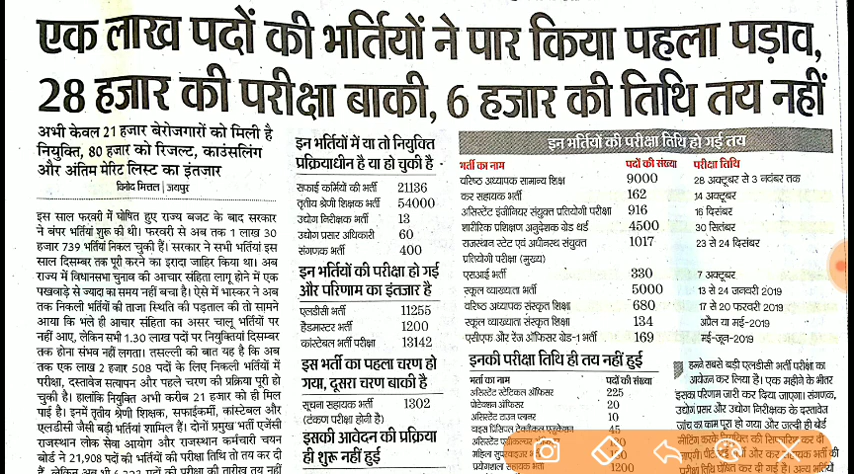 एक लाख पदों की भर्तियों ने पार किया पहला पड़ाव,
28 हजार की परीक्षा बाकी, 6 हजार की तिथि तय नहीं
अभी केवल 21 हजार बेरोजगारों को मिली है
नियुक्ति, 80 हजार को रिजल्ट, काउंसलिंग
और अंतिम मेरिट लिस्ट का इंतजार
विनोद मित्तल | जयपुर
इस साल फरवरी में घोषित हुए राज्य बजट के बाद सरकार
ने बंपर भर्तियां शुरू की थी। फरवरी से अब तक 1 लाख 30
हजार 739 भर्तियां निकल चुकी हैं। सरकार ने सभी भर्तियां इस
साल दिसम्बर तक पूरी करने का इरादा जाहिर किया था। अब
राज्य में विधानसभा चुनाव की आचार संहिता लागू होने में एक
पखवाड़े से ज्यादा का समय नहीं बचा है। ऐसे में भास्कर ने अब
तक निकली भर्तियों की ताजा स्थिति की पड़ताल की तो सामने
आया कि भले ही आचार संहिता का असर चालू भर्तियों पर
नहीं आए, लेकिन सभी 1.30 लाख पदों पर नियुक्तियां दिसम्बर
तक होना संभव नहीं लगता। तसल्ली की बात यह है कि अब
तक एक लाख 2 हजार 508 पदों के लिए निकली भर्तियों में
परीक्षा, दस्तावेज सत्यापन और पहले चरण की प्रक्रिया पूरी हो
चुकी है। हालांकि नियुक्ति अभी करीब 21 हजार को ही मिल
पाई है। इनमें तृतीय श्रेणी शिक्षक, सफाईकर्मी, कांस्टेबल और
एलडीसी जैसी बड़ी भर्तियां शामिल हैं। दोनों प्रमुख भर्ती एजेंसी
राजस्थान लोक सेवा आयोग और राजस्थान कर्मचारी चयन
बोर्ड ने 21,908 पदों की भर्तियों की परीक्षा तिथि तो तय कर दी
हैं, लेकिन अब भी 6,323 पदों की परीक्षा की तारीख तय नहीं
इन भर्तियों में या तो नियुक्ति
प्रक्रियाधीन है या हो चुकी है
सफाई कर्मियों की भर्ती 21136
तृतीय श्रेणी शिक्षक भर्ती 54000
उद्योग निरीक्षक भर्ती 13
उद्योग प्रसार अधिकारी 60
संगणक भर्ती 400
इन भर्तियों की परीक्षा हो गई
और परिणाम का इंतजार है
एलडीसी भर्ती 11255
हैडमास्टर भर्ती 1200
कांस्टेबल भर्ती परीक्षा 13142
इस भर्ती का पहला चरण हो
गया, दूसरा चरण बाकी है
सूचना सहायक भर्ती 1302
(टंकण परीक्षा होनी है)
इसकी आवेदन की प्रक्रिया
ही शुरू नहीं हुई
इन भर्तियों की परीक्षा तिथि हो गई तय
भर्ती का नाम पदों की संख्या परीक्षा तिथि
वरिष्ठ अध्यापक सामान्य शिक्षा 9000 28 अक्टूबर से 3 नवंबर तक
कर सहायक भर्ती 162 14 अक्टूबर
असिस्टेंट इंजीनियर संयुक्त प्रतियोगी परीक्षा 916 16 दिसंबर
शारीरिक प्रशिक्षण अनुदेशक ग्रेड थर्ड 4500 30 सितंबर
राजस्थान स्टेट एवं अधीनस्थ संयुक्त 1017 23 से 24 दिसंबर
प्रतियोगी परीक्षा (मुख्य)
एसआई भर्ती 330 7 अक्टूबर
स्कूल व्याख्याता भर्ती 5000 13 से 24 जनवरी 2019
वरिष्ठ अध्यापक संस्कृत शिक्षा 680 17 से 20 फरवरी 2019
स्कूल व्याख्याता संस्कृत शिक्षा 134 अप्रैल या मई-2019
एसीएफ और रेंज ऑफिसर ग्रेड-1 भर्ती 169 मई-जून-2019
इनकी परीक्षा तिथि ही तय नहीं हुई
भर्ती का नाम पदों की संख्या
असिस्टेंट स्टेटिकल ऑफिसर 225
प्रोटेक्शन ऑफिसर 20
असिस्टेंट टाउन प्लानर 10
45
1200
हमने सबसे बड़ी एलडीसी भर्ती परीक्षा का
आयोजन कर लिया है। एक महीने के भीतर
इसका परिणाम जारी कर दिया जाएगा। संगणक,
उद्योग प्रसार और उद्योग निरीक्षक के दस्तावेज
जांच का काम पूरा हो गया और जल्दी ही बोर्ड